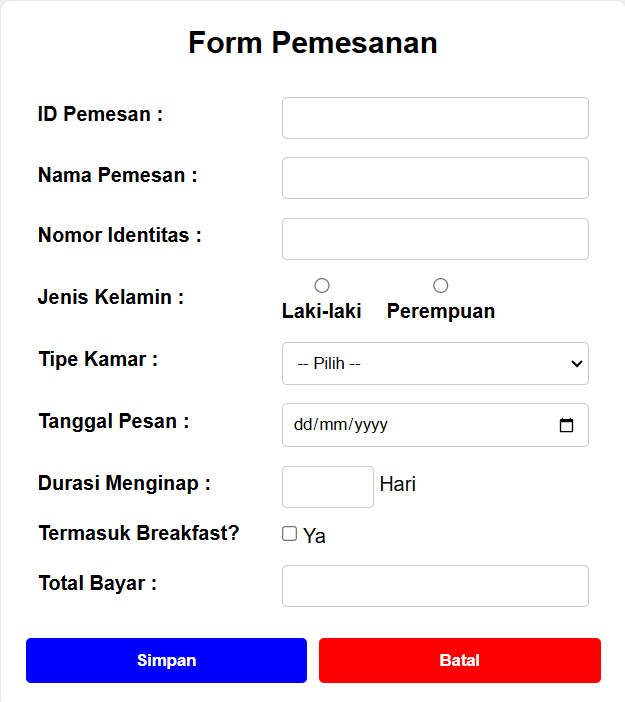 Form Pemesanan
ID Pemesan :
Nama Pemesan :
Nomor Identitas :
Jenis Kelamin :
Laki-laki Perempuan
Tipe Kamar : -- Pilih --
Tanggal Pesan : dd/mm/yyyy
Durasi Menginap : Hari
Termasuk Breakfast? Ya
Total Bayar :
Simpan Batal